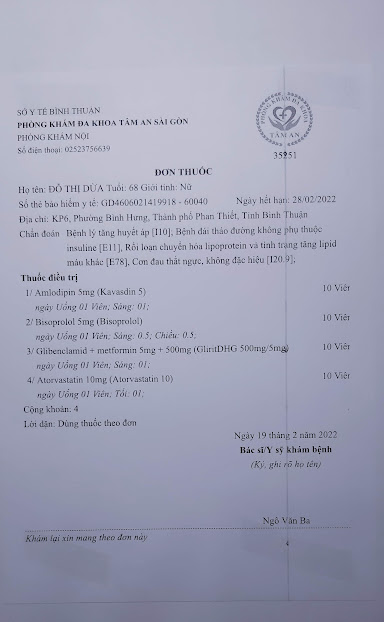 SỞ Y TẾ BÌNH THUẬN
PHÒNG KHÁM ĐA KHOA TÂM AN SÀI GÒN
PHÒNG KHÁM NỘI
Số điện thoại: 02523756639
PHÒNG KHÁM ĐA KHOA
TÂM AN
35251
ĐƠN THUỐC
Họ tên: ĐỖ THỊ DỪA Tuổi: 68 Giới tính: Nữ
Số thẻ bảo hiểm y tế: GD4606021419918 - 60040 Ngày hết hạn: 28/02/2022
Địa chỉ: KP6, Phường Bình Hưng, Thành phố Phan Thiết, Tỉnh Bình Thuận
Chẩn đoán Bệnh lý tăng huyết áp [I10]; Bệnh đái tháo đường không phụ thuộc
insuline [E11], Rối loạn chuyển hóa lipoprotein và tình trạng tăng lipid
máu khác [E78], Cơn đau thắt ngực, không đặc hiệu [I20.9];
Thuốc điều trị
1/ Amlodipin 5mg (Kavasdin 5) 10 Viên
ngày Uống 01 Viên; Sáng: 01;
2/ Bisoprolol 5mg (Bisoprolol) 10 Viên
ngày Uống 01 Viên; Sáng: 0.5; Chiều: 0.5;
3/ Glibenclamid + metformin 5mg + 500mg (GliritDHG 500mg/5mg) 10 Viên
ngày Uống 01 Viên; Sáng: 01;
4/ Atorvastatin 10mg (Atorvastatin 10) 10 Viên
ngày Uống 01 Viên; Tối: 01;
Cộng khoản: 4
Lời dặn: Dùng thuốc theo đơn
Ngày 19 tháng 2 năm 2022
Bác sĩ/Y sỹ khám bệnh
(Ký, ghi rõ họ tên)
Ngô Văn Ba
Khám lại xin mang theo đơn này